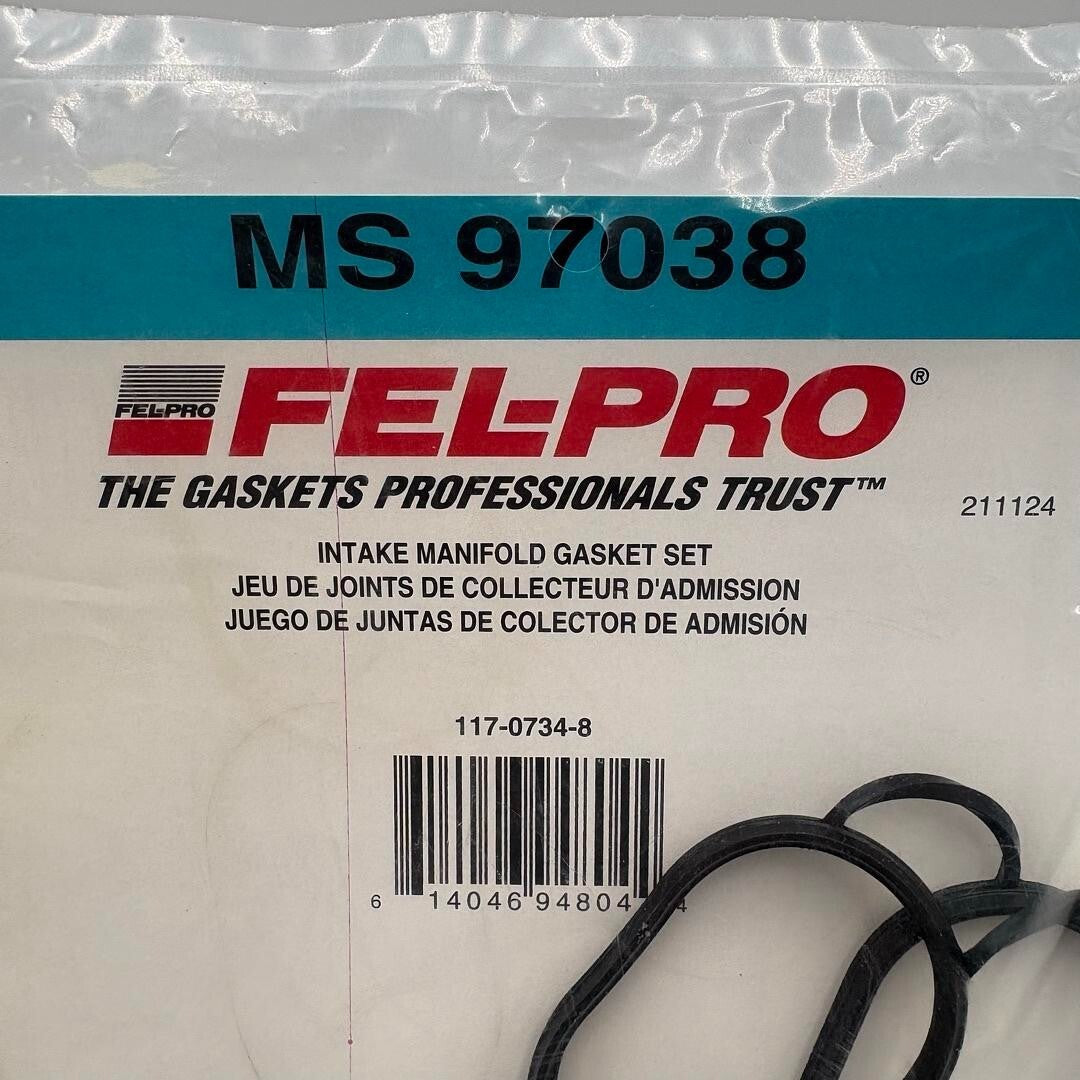 MS 97038
FEL-PRO
FEL-PRO®
THE GASKETS PROFESSIONALS TRUST™
211124
INTAKE MANIFOLD GASKET SET
JEU DE JOINTS DE COLLECTEUR D'ADMISSION
JUEGO DE JUNTAS DE COLECTOR DE ADMISIÓN
117-0734-8
6 14046 94804 4